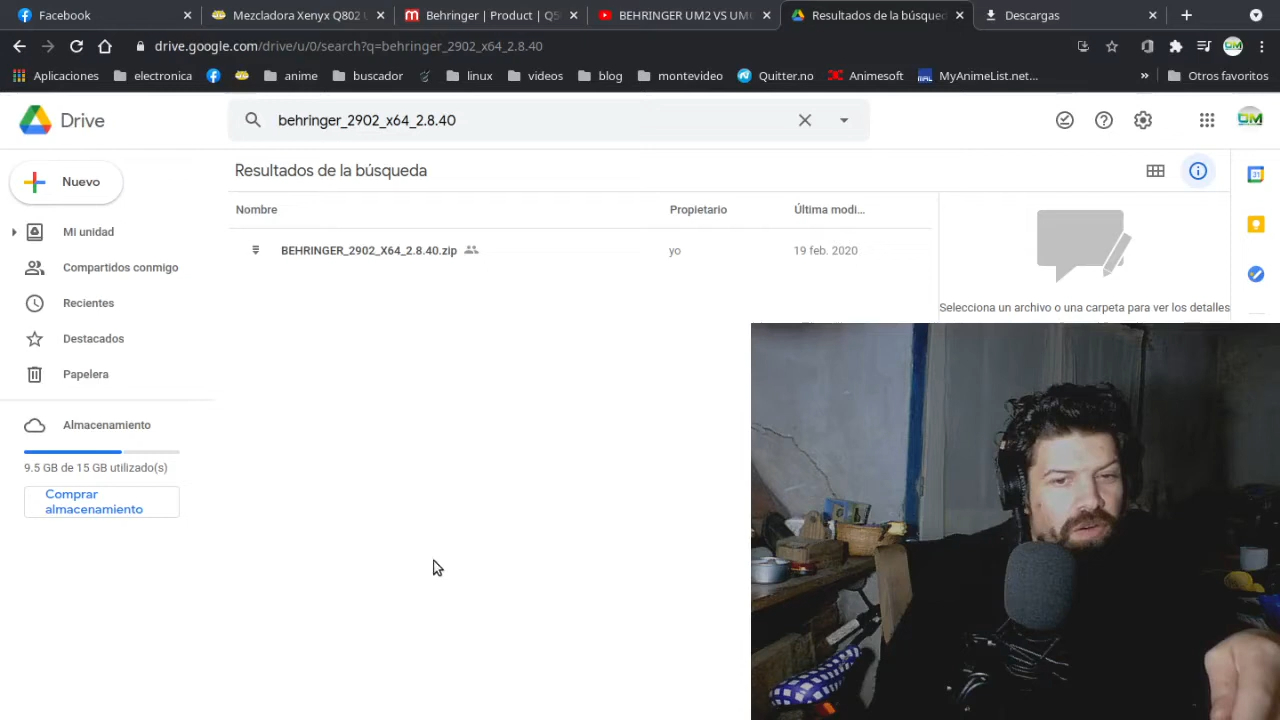 Facebook
Mezcladora Xenyx Q802 U
Behringer | Product | Q5
BEHRINGER UM2 VS UM
Resultados de la búsqued
Descargas
drive.google.com/drive/u/0/search?q=behringer_2902_x64_2.8.40
Aplicaciones
electronica
anime
buscador
linux
videos
blog
montevideo
Quitter.no
Animesoft
MyAnimeList.net...
»
Otros favoritos
Drive
behringer_2902_x64_2.8.40
Nuevo
Resultados de la búsqueda
Nombre
Propietario
Última modi...
BEHRINGER_2902_X64_2.8.40.zip
yo
19 feb. 2020
Selecciona un archivo o una carpeta para ver los detalles
Mi unidad
Compartidos conmigo
Recientes
Destacados
Papelera
Almacenamiento
9.5 GB de 15 GB utilizado(s)
Comprar
almacenamiento